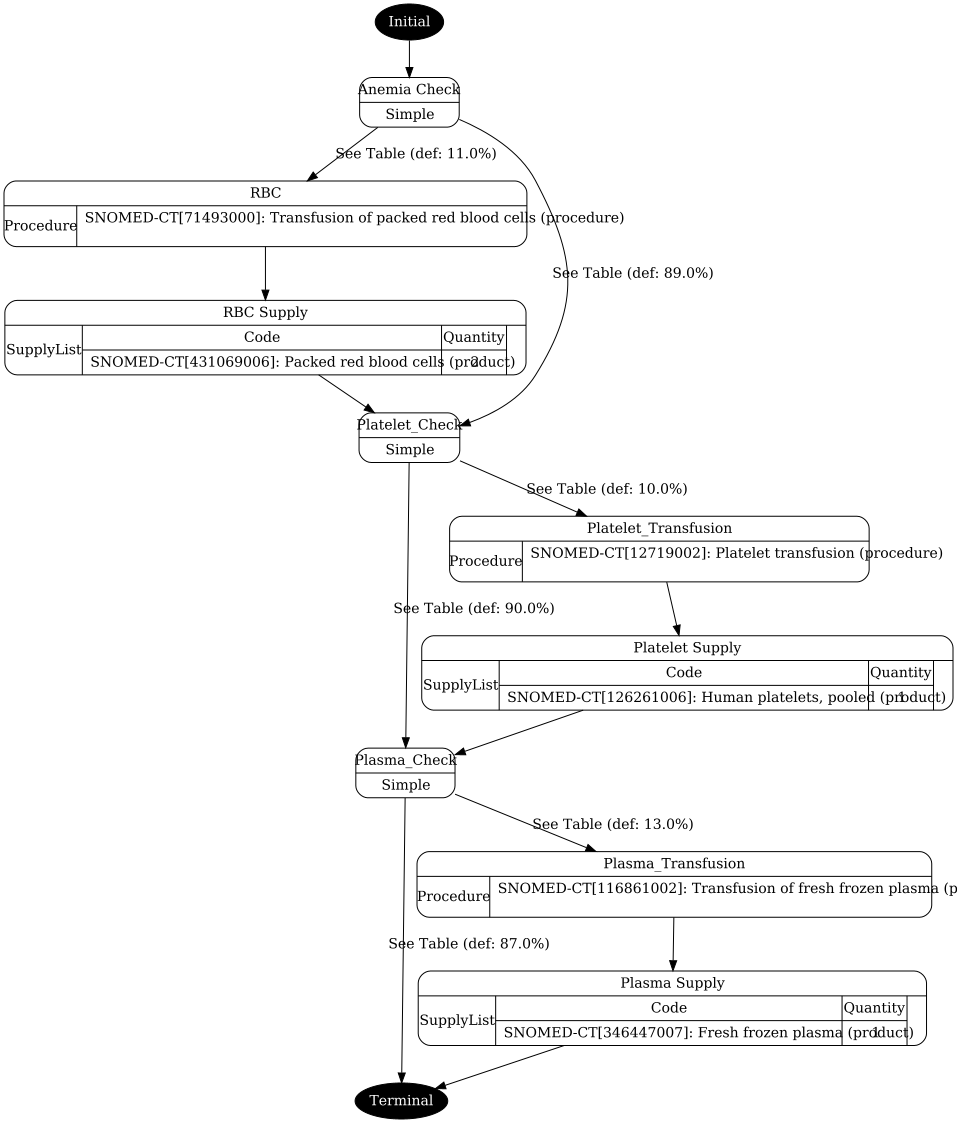 Initial
Anemia Check
Simple
See Table (def: 11.0%)
RBC
Procedure
SNOMED-CT[71493000]: Transfusion of packed red blood cells (procedure)
See Table (def: 89.0%)
RBC Supply
SupplyList
Code
Quantity
SNOMED-CT[431069006]: Packed red blood cells (product)
2
Platelet_Check
Simple
See Table (def: 10.0%)
Platelet_Transfusion
Procedure
SNOMED-CT[12719002]: Platelet transfusion (procedure)
See Table (def: 90.0%)
Platelet Supply
SupplyList
Code
Quantity
SNOMED-CT[126261006]: Human platelets, pooled (product)
1
Plasma_Check
Simple
See Table (def: 13.0%)
Plasma_Transfusion
Procedure
SNOMED-CT[116861002]: Transfusion of fresh frozen plasma (p
See Table (def: 87.0%)
Plasma Supply
SupplyList
Code
Quantity
SNOMED-CT[346447007]: Fresh frozen plasma (product)
1
Terminal